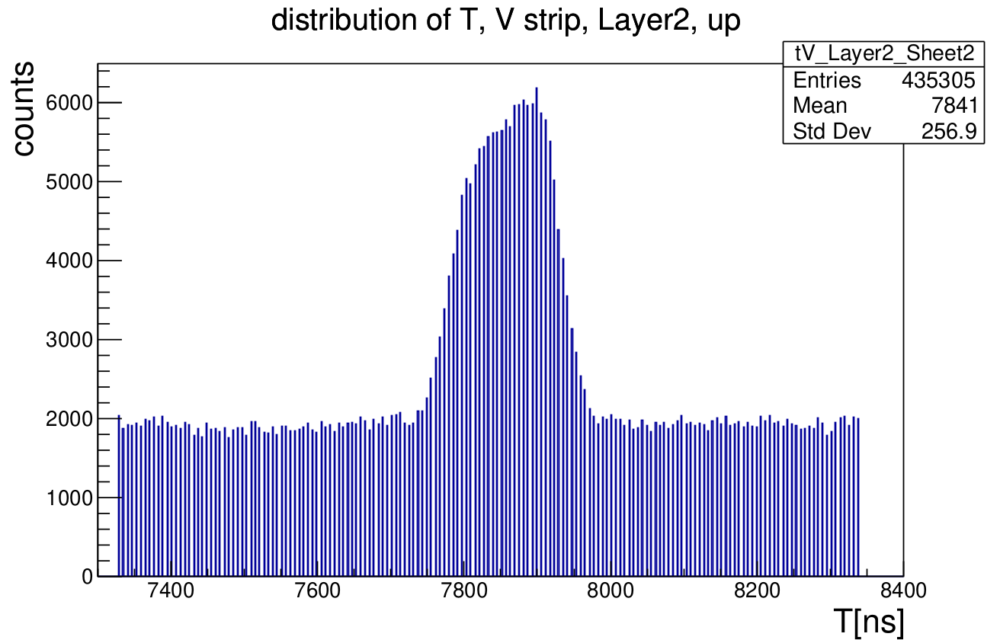 distribution of T, V strip, Layer2, up
tV_Layer2_Sheet2
Entries 435305
Mean 7841
Std Dev 256.9
counts
6000
5000
4000
3000
2000
1000
0
7400 7600 7800 8000 8200 8400
T[ns]